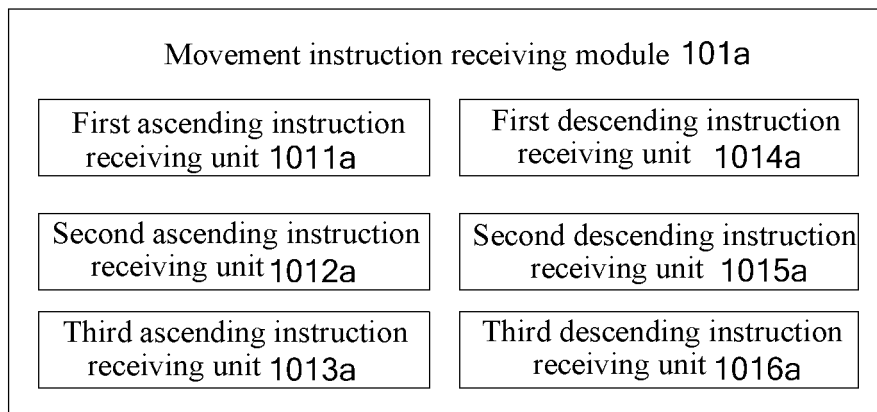 Movement instruction receiving module 101a
First ascending instruction
receiving unit 1011a
First descending instruction
receiving unit 1014a
Second ascending instruction
receiving unit 1012a
Second descending instruction
receiving unit 1015a
Third ascending instruction
receiving unit 1013a
Third descending instruction
receiving unit 1016a